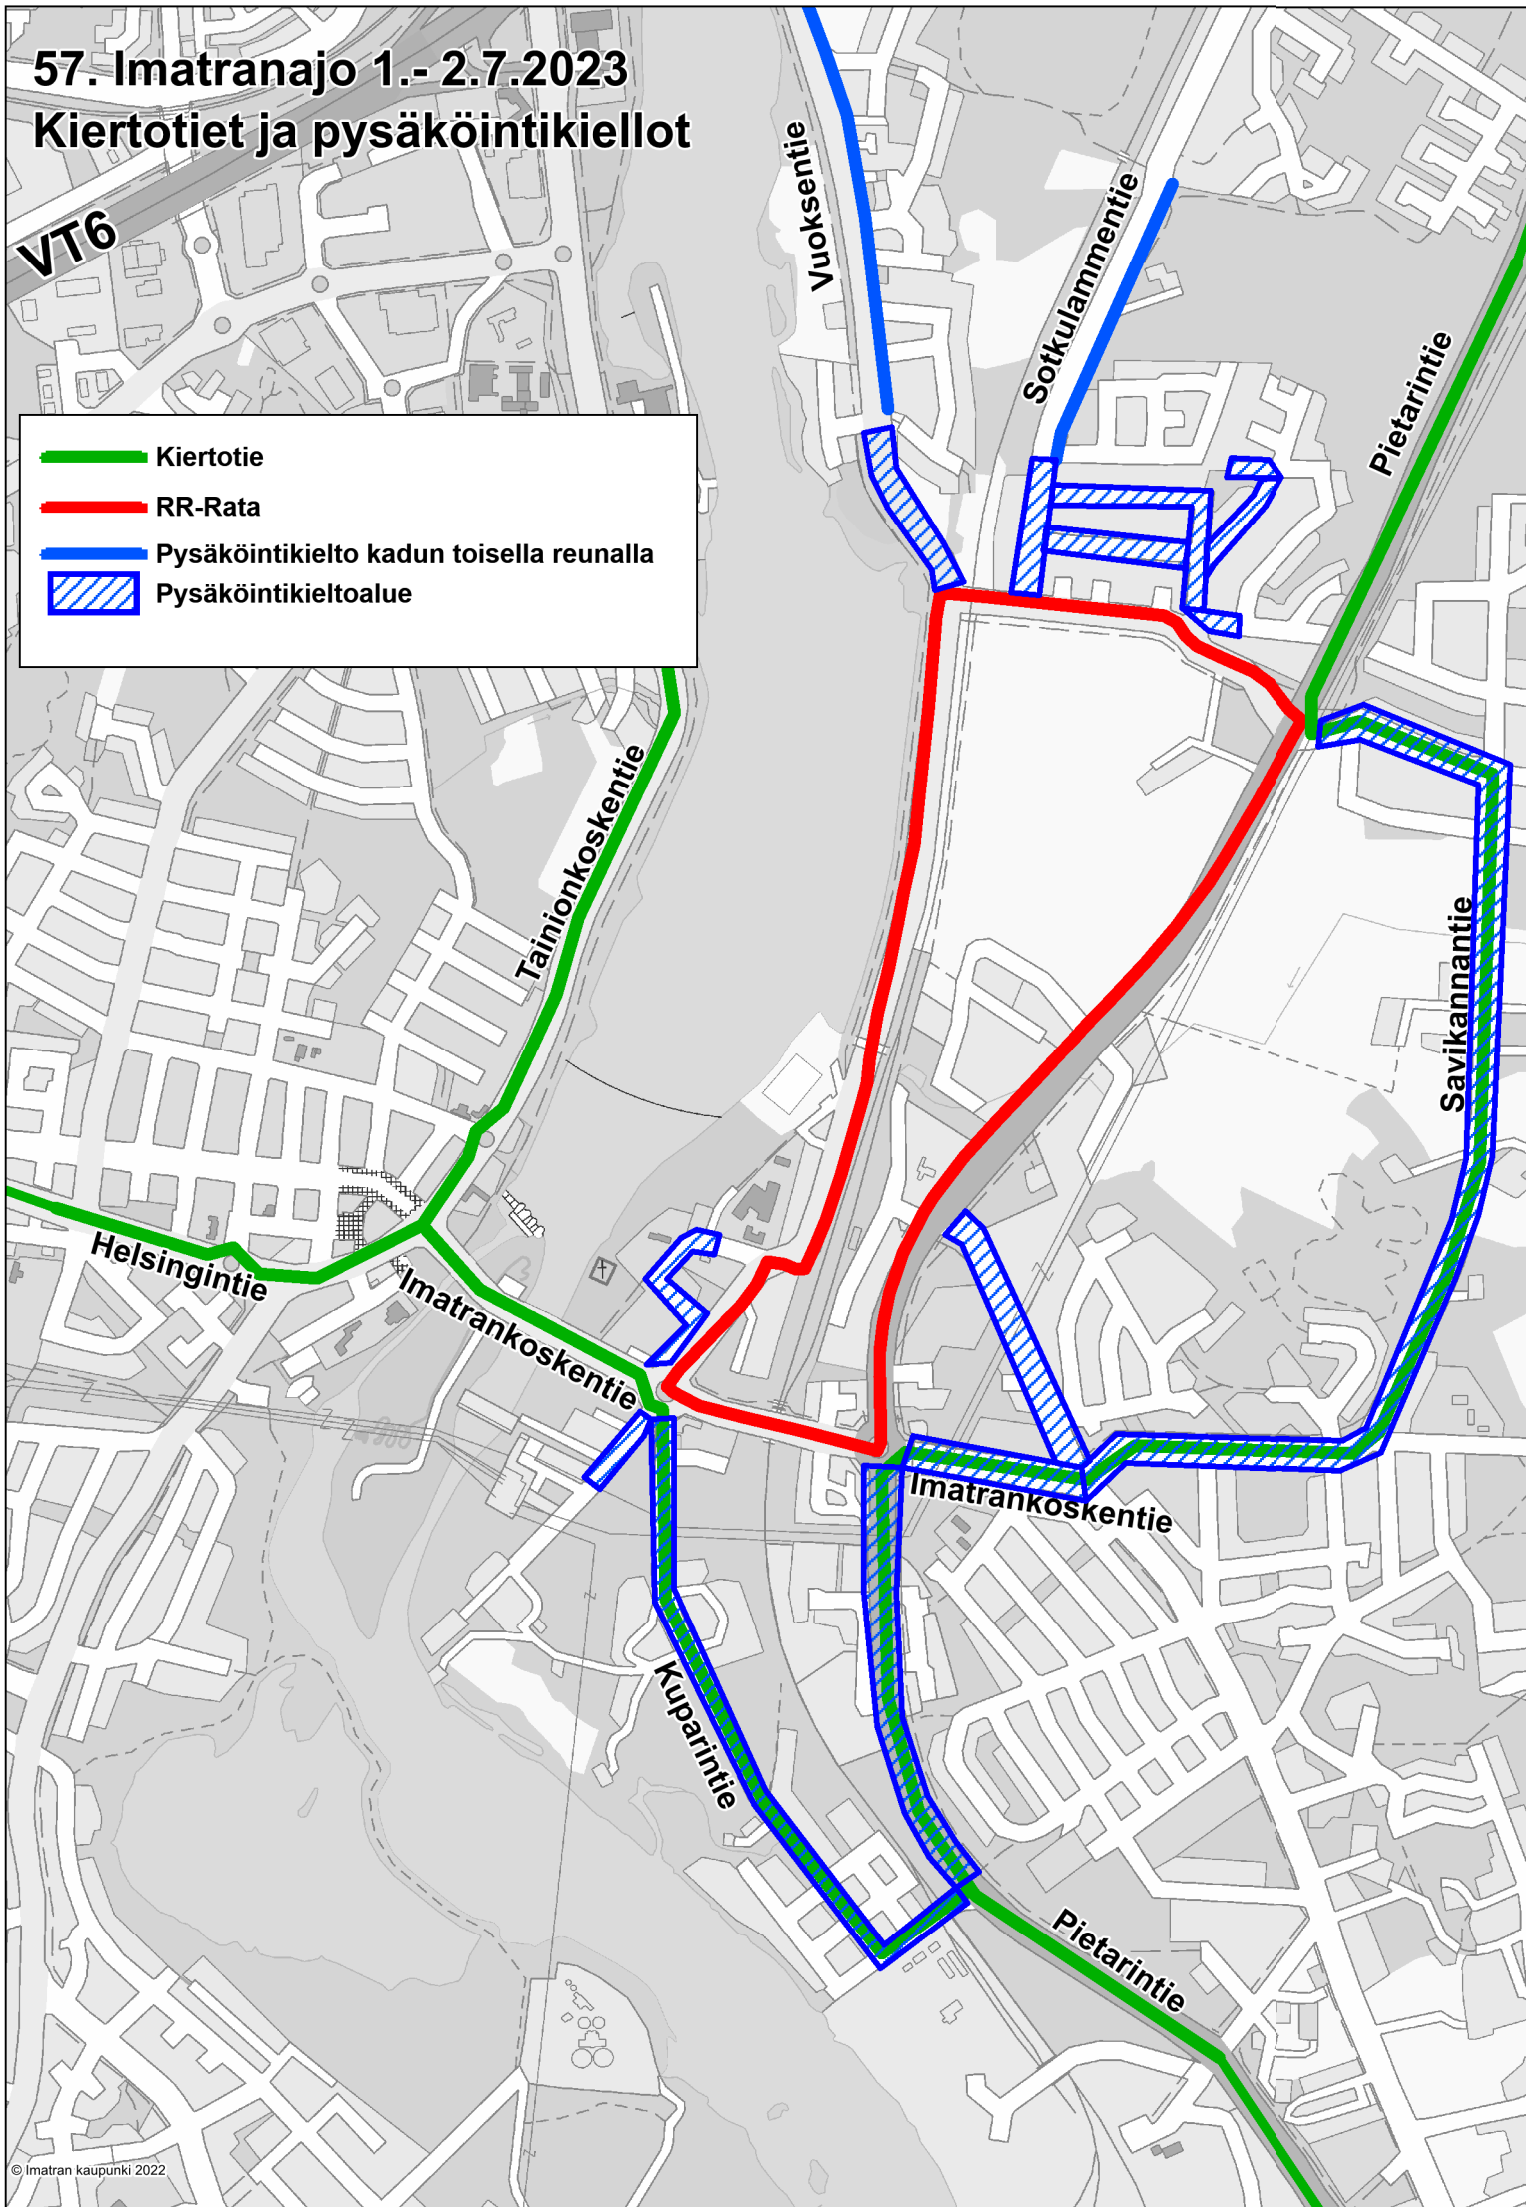 57. Imatranajo 1.- 2.7.2023
Kiertotiet ja pysäköintikiellot
VT6
Vuoksentie
Sotkulammentie
Pietarintie
Kiertotie
RR-Rata
Pysäköintikielto kadun toisella reunalla
Pysäköintikieltoalue
Tainionkoskentie
Savikannantie
Helsingintie
Imatrankoskentie
Imatrankoskentie
Kuparintie
Pietarintie
© Imatran kaupunki 2022